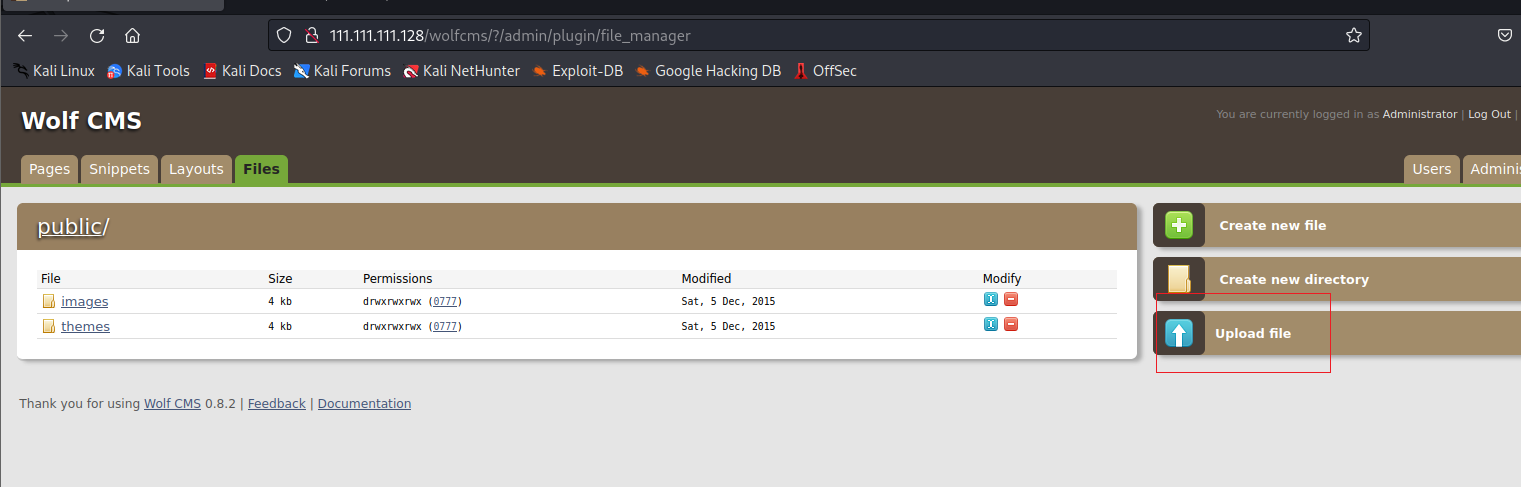 111.111.111.128/wolfcms/?/admin/plugin/file_manager
Kali Linux Kali Tools Kali Docs Kali Forums Kali NetHunter Exploit-DB Google Hacking DB OffSec
Wolf CMS
You are currently logged in as Administrator | Log Out |
Pages Snippets Layouts Files Users
public/
File Size Permissions Modified Modify
images 4 kb drwxrwxrwx (0777) Sat, 5 Dec, 2015
themes 4 kb drwxrwxrwx (0777) Sat, 5 Dec, 2015
Create new file
Create new directory
Upload file
Thank you for using Wolf CMS 0.8.2 | Feedback | Documentation